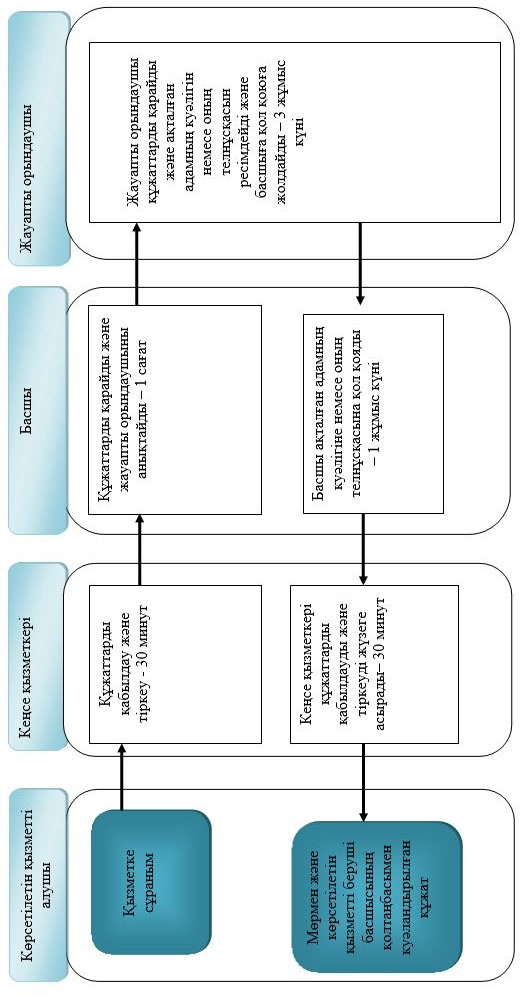 Көрсетілетін қызметті
алушы
Кеңсе қызметкері
Басшы
Жауапты орындаушы
Қызметке
сұраным
Құжаттарды
қабылдау және
тіркеу - 30 минут
Құжаттарды қарайды және
жауапты орындаушыны
анықтайды – 1 сағат
Жауапты орындаушы
құжаттарды қарайды
және ақталған
адамның куәлігін
немесе оның
телнұсқасын
ресімдейді және
басшыға қол қоюға
жолдайды – 3 жұмыс
күні
Басшы ақталған адамның
куәлігіне немесе оның
телнұсқасына қол қояды
– 1 жұмыс күні
Кеңсе қызметкері
құжаттарды
қабылдауды және
тіркеуді жүзеге
асырады– 30 минут
Мөрмен және
көрсетілетін
қызметті беруші
басшысының
қолтаңбасымен
куәландырылған
құжат